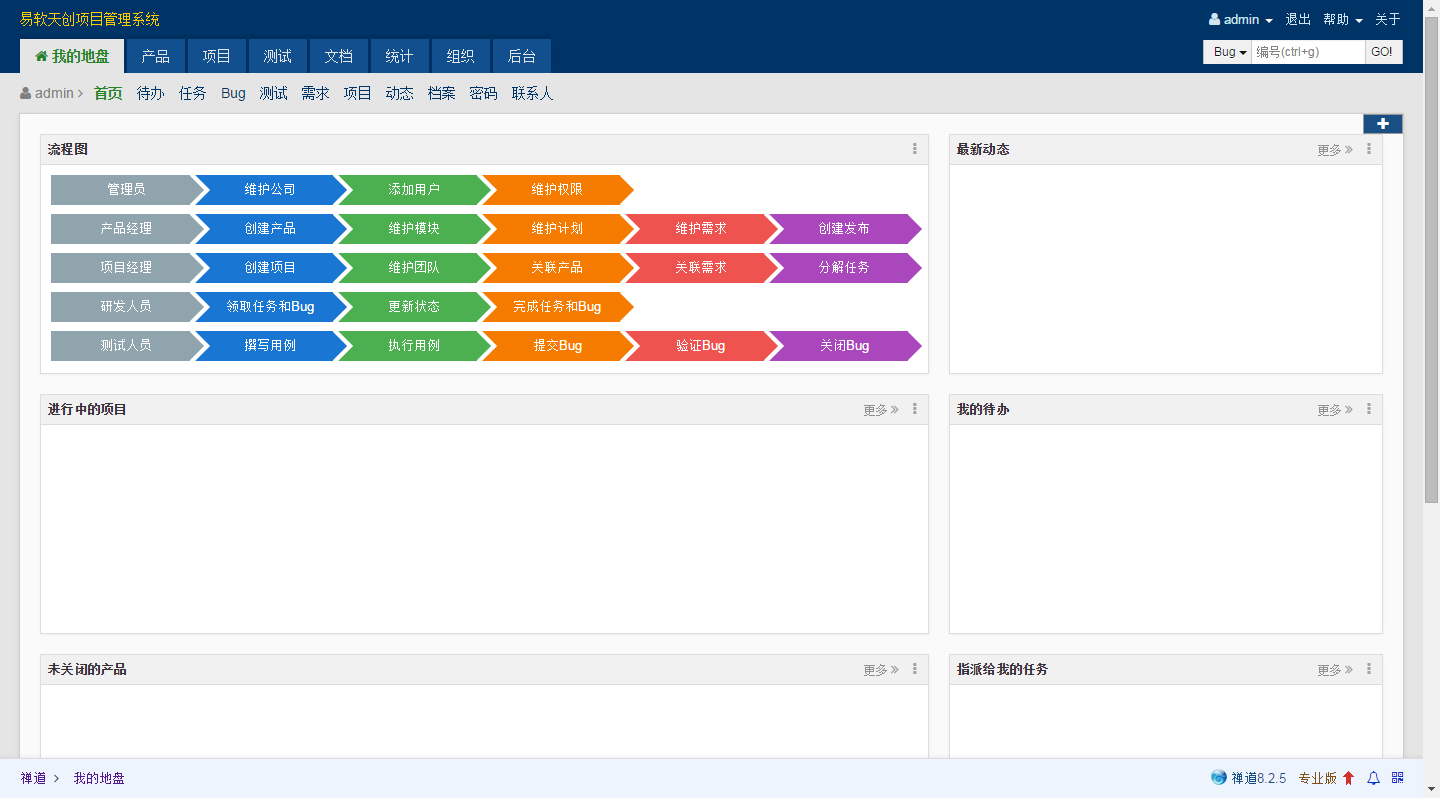 易软天创项目管理系统
admin 退出 帮助 关于
我的地盘 产品 项目 测试 文档 统计 组织 后台
Bug 编号(ctrl+g) GO!
admin 首页 待办 任务 Bug 测试 需求 项目 动态 档案 密码 联系人
流程图
管理员 维护公司 添加用户 维护权限
产品经理 创建产品 维护模块 维护计划 维护需求 创建发布
项目经理 创建项目 维护团队 关联产品 关联需求 分解任务
研发人员 领取任务和Bug 更新状态 完成任务和Bug
测试人员 撰写用例 执行用例 提交Bug 验证Bug 关闭Bug
最新动态 更多
进行中的项目 更多
我的待办 更多
未关闭的产品 更多
指派给我的任务 更多
禅道 我的地盘
禅道8.2.5 专业版